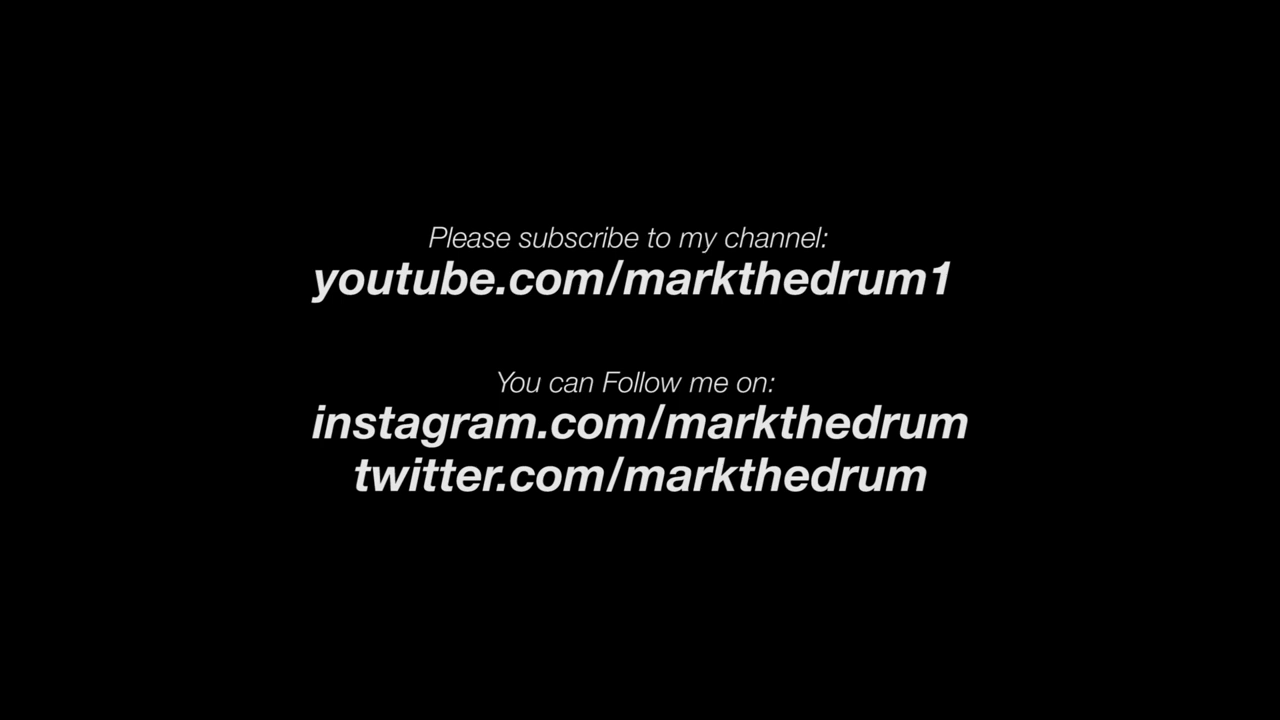 Please subscribe to my channel:
youtube.com/markthedrum1
You can Follow me on:
instagram.com/markthedrum
twitter.com/markthedrum